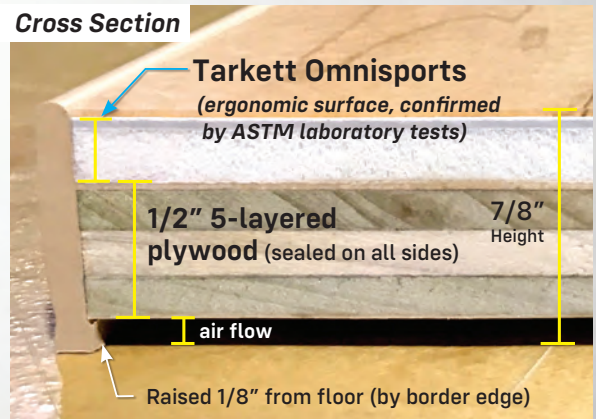 Cross Section
Tarkett Omnisports
(ergonomic surface, confirmed
by ASTM laboratory tests)
1/2” 5-layered
plywood (sealed on all sides)
7/8”
Height
air flow
Raised 1/8” from floor (by border edge)